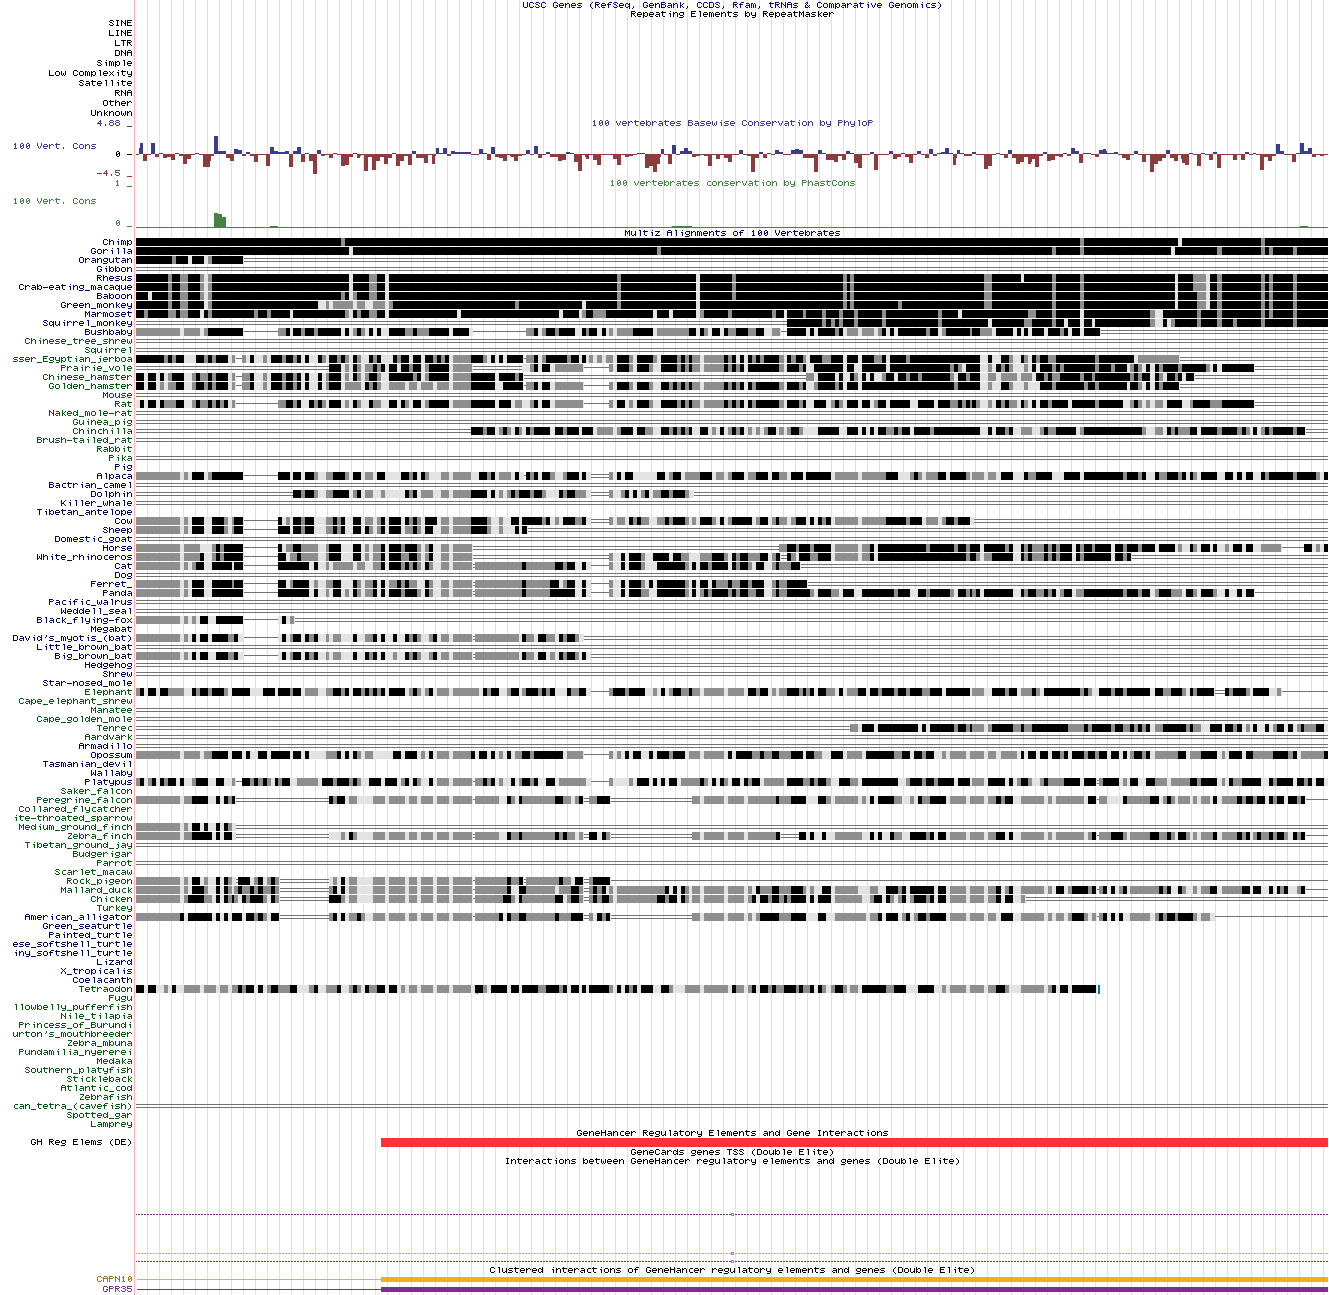 UCSC Genes (RefSeq, GenBank, CCDS, Rfam, tRNAs & Comparative Genomics)
Repeating Elements by RepeatMasker
SINE
LINE
LTR
DNA
Simple
Low Complexity
Satellite
RNA
Other
Unknown
4.88 _
100 vertebrates Basewise Conservation by PhyloP
100 Vert. Cons
0 _
-4.5 _
100 vertebrates conservation by PhastCons
1 _
100 Vert. Cons
0 _
Multiz Alignments of 100 Vertebrates
Chimp
Gorilla
Orangutan
Gibbon
Rhesus
Crab-eating_macaque
Baboon
Green_monkey
Marmoset
Squirrel_monkey
Bushbaby
Chinese_tree_shrew
Squirrel
sser_Egyptian_jerboa
Prairie_vole
Chinese_hamster
Golden_hamster
Mouse
Rat
Naked_mole-rat
Guinea_pig
Chinchilla
Brush-tailed_rat
Rabbit
Pika
Pig
Alpaca
Bactrian_camel
Dolphin
Killer_whale
Tibetan_antelope
Cow
Sheep
Domestic_goat
Horse
White_rhinoceros
Cat
Dog
Ferret_
Panda
Pacific_walrus
Weddell_seal
Black_flying-fox
Megabat
David's_myotis_(bat)
Little_brown_bat
Big_brown_bat
Hedgehog
Shrew
Star-nosed_mole
Elephant
Cape_elephant_shrew
Manatee
Cape_golden_mole
Tenrec
Aardvark
Armadillo
Opossum
Tasmanian_devil
Wallaby
Platypus
Saker_falcon
Peregrine_falcon
Collared_flycatcher
ite-throated_sparrow
Medium_ground_finch
Zebra_finch
Tibetan_ground_jay
Budgerigar
Parrot
Scarlet_macaw
Rock_pigeon
Mallard_duck
Chicken
Turkey
American_alligator
Green_seaturtle
Painted_turtle
ese_softshell_turtle
iny_softshell_turtle
Lizard
X_tropicalis
Coelacanth
Tetraodon
Fugu
llowbelly_pufferfish
Nile_tilapia
Princess_of_Burundi
urton's_mouthbreeder
Zebra_mbuna
Pundamilia_nyererei
Medaka
Southern_platyfish
Stickleback
Atlantic_cod
Zebrafish
can_tetra_(cavefish)
Spotted_gar
Lamprey
GeneHancer Regulatory Elements and Gene Interactions
GH Reg Elems (DE)
GeneCards genes TSS (Double Elite)
Interactions between GeneHancer regulatory elements and genes (Double Elite)
Clustered interactions of GeneHancer regulatory elements and genes (Double Elite)
CAPN10
GPR35